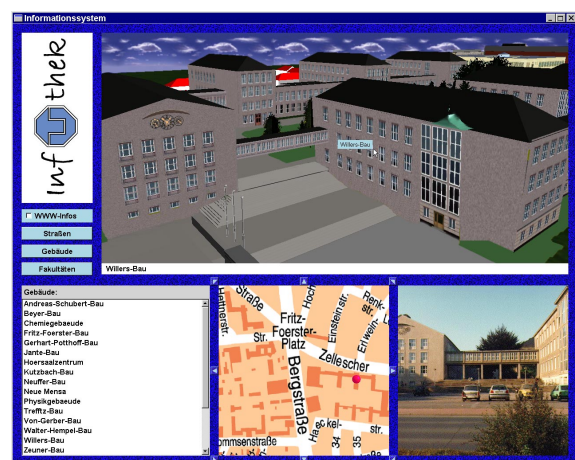 Informationssystem
Inf thek
Willers-Bau
WWW-Infos
Straßen
Gebäude
Fakultäten
Willers-Bau
Gebäude:
Andreas-Schubert-Bau
Beyer-Bau
Chemiegebaeude
Fritz-Foerster-Bau
Gerhart-Potthoff-Bau
Jante-Bau
Hoersaalzentrum
Kutzbach-Bau
Neuffer-Bau
Neue Mensa
Physikgebaeude
Trefftz-Bau
Von-Gerber-Bau
Walter-Hempel-Bau
Willers-Bau
Zeuner-Bau
Straße
Fritz-
Foerster-
Platz
Str.
Bergstraße
Einsteinstr.
Zellescher
str.
34
35